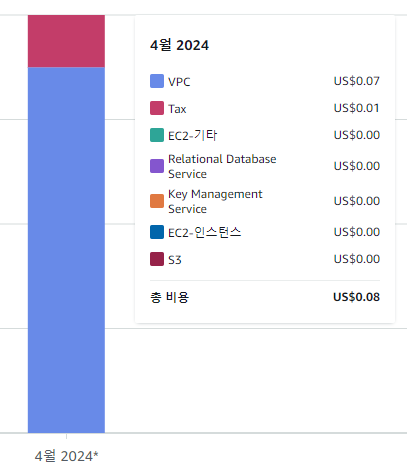 4월 2024
VPC US$0.07
Tax US$0.01
EC2-기타 US$0.00
Relational Database
Service US$0.00
Key Management
Service US$0.00
EC2-인스턴스 US$0.00
S3 US$0.00
총 비용 US$0.08
4월 2024*